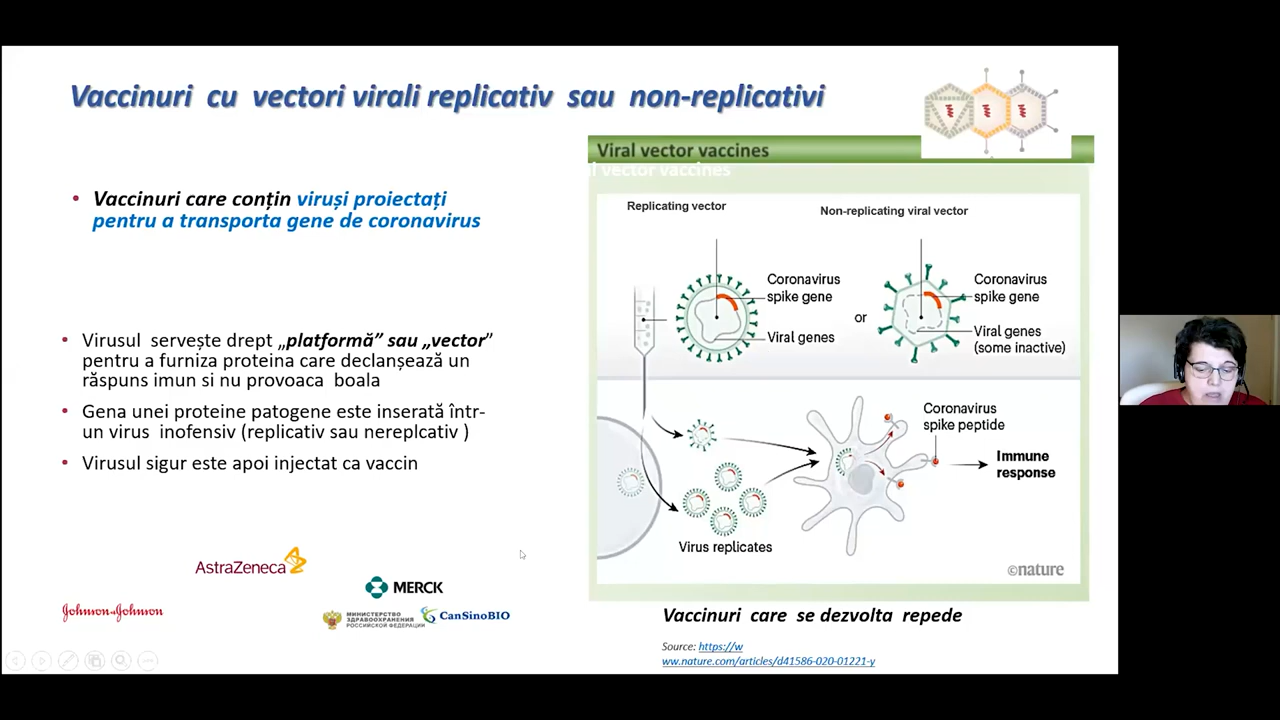 Vaccinuri cu vectori virali replicativ sau non-replicativi
• Vaccinuri care conțin viruși proiectați
pentru a transporta gene de coronavirus
• Virusul servește drept „platformă” sau „vector”
pentru a furniza proteina care declanșează un
răspuns imun si nu provoaca boala
• Gena unei proteine patogene este inserată într-
un virus inofensiv (replicativ sau nereplcativ )
• Virusul sigur este apoi injectat ca vaccin
AstraZeneca
MERCK
Johnson&Johnson
МИНИСТЕРСТВО
ЗДРАВООХРАНЕНИЯ
РОССИЙСКОЙ ФЕДЕРАЦИИ
CanSinoBIO
Viral vector vaccines
l vector vaccines
Replicating vector
Non-replicating viral vector
Coronavirus
spike gene
Viral genes
or
Coronavirus
spike gene
Viral genes
(some inactive)
Coronavirus
spike peptide
Immune
response
Virus replicates
©nature
Vaccinuri care se dezvolta repede
Source: https://w
ww.nature.com/articles/d41586-020-01221-y